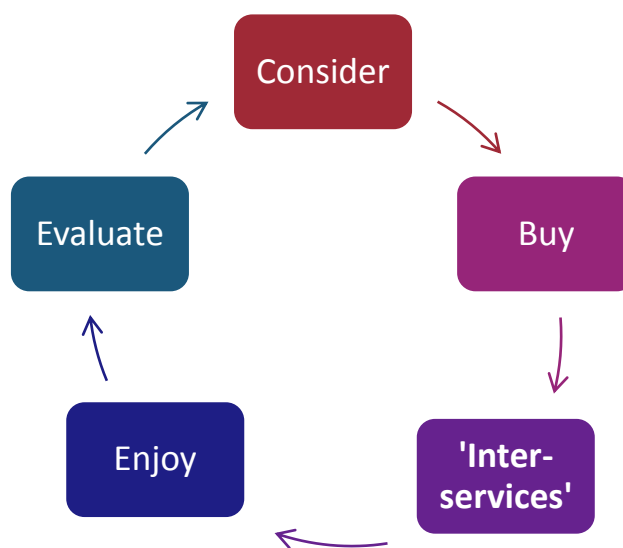 Consider
Buy
'Inter-
services'
Enjoy
Evaluate